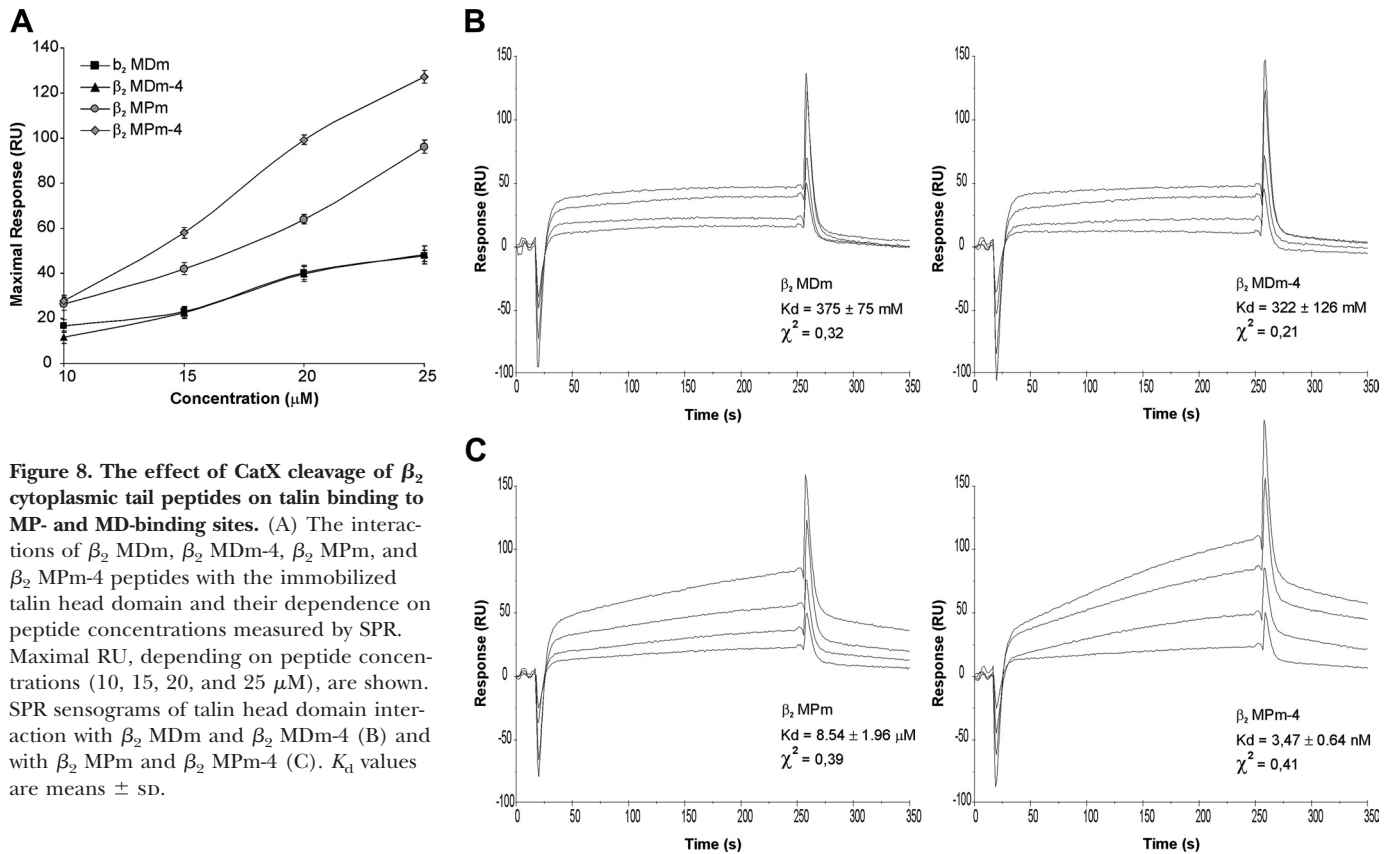 A
140
120
100
80
60
40
20
0
Maximal Response (RU)
b₂ MDm
β₂ MDm-4
β₂ MPm
β₂ MPm-4
10
15
20
25
Concentration (μM)
Figure 8. The effect of CatX cleavage of β₂
cytoplasmic tail peptides on talin binding to
MP- and MD-binding sites. (A) The interac-
tions of β₂ MDm, β₂ MDm-4, β₂ MPm, and
β₂ MPm-4 peptides with the immobilized
talin head domain and their dependence on
peptide concentrations measured by SPR.
Maximal RU, depending on peptide concen-
trations (10, 15, 20, and 25 μM), are shown.
SPR sensograms of talin head domain inter-
action with β₂ MDm and β₂ MDm-4 (B) and
with β₂ MPm and β₂ MPm-4 (C). Kd values
are means ± SD.
B
150
100
50
0
-50
-100
Response (RU)
β₂ MDm
Kd = 375 ± 75 mM
χ² = 0,32
0
50
100
150
200
250
300
350
Time (s)
150
100
50
0
-50
-100
Response (RU)
β₂ MDm-4
Kd = 322 ± 126 mM
χ² = 0,21
0
50
100
150
200
250
300
350
Time (s)
C
150
100
50
0
-50
-100
Response (RU)
β₂ MPm
Kd = 8.54 ± 1.96 μM
χ² = 0,39
0
50
100
150
200
250
300
350
Time (s)
150
100
50
0
-50
-100
Response (RU)
β₂ MPm-4
Kd = 3,47 ± 0.64 nM
χ² = 0,41
0
50
100
150
200
250
300
350
Time (s)